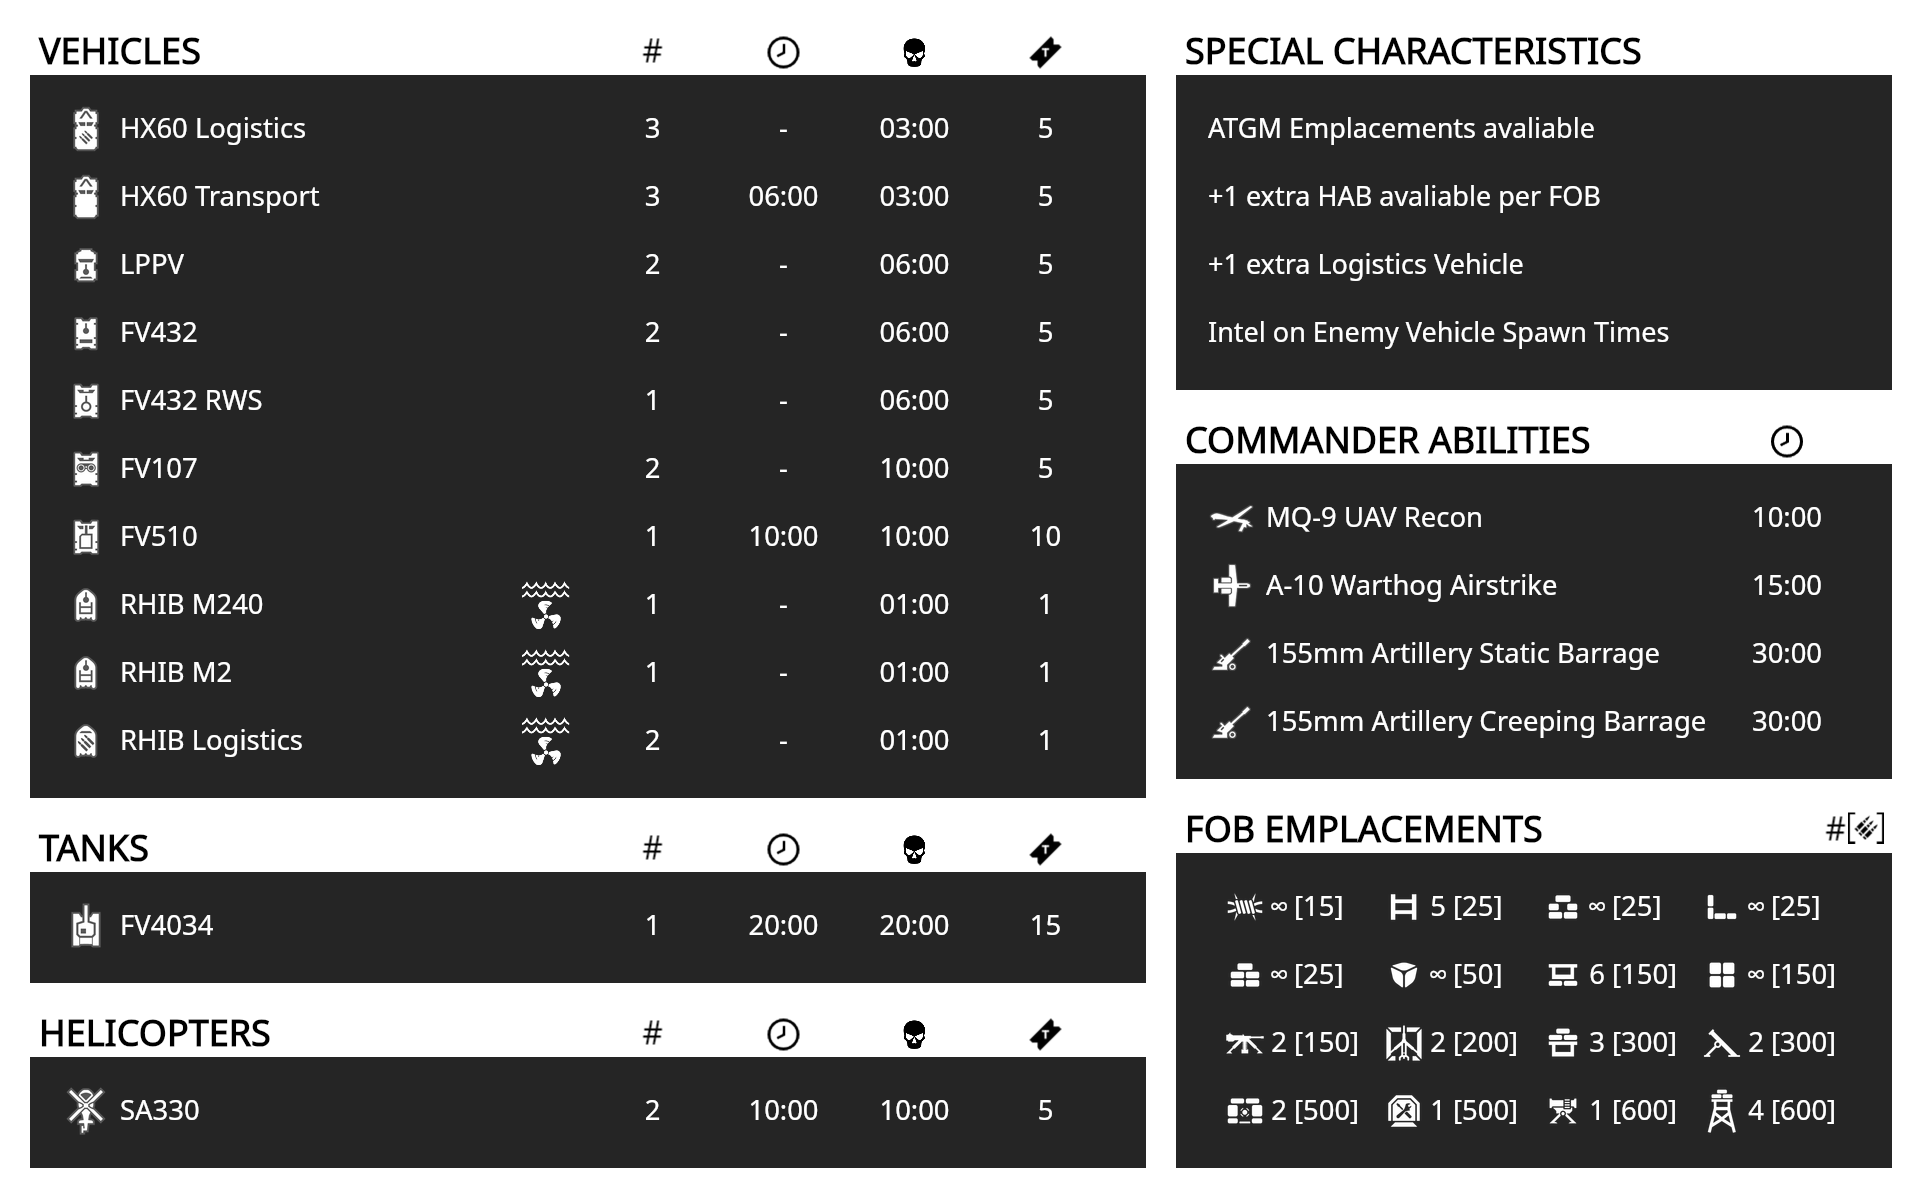 VEHICLES #
HX60 Logistics 3 - 03:00 5
HX60 Transport 3 06:00 03:00 5
LPPV 2 - 06:00 5
FV432 2 - 06:00 5
FV432 RWS 1 - 06:00 5
FV107 2 - 10:00 5
FV510 1 10:00 10:00 10
RHIB M240 1 - 01:00 1
RHIB M2 1 - 01:00 1
RHIB Logistics 2 - 01:00 1
TANKS #
FV4034 1 20:00 20:00 15
HELICOPTERS #
SA330 2 10:00 10:00 5
SPECIAL CHARACTERISTICS
ATGM Emplacements avaliable
+1 extra HAB avaliable per FOB
+1 extra Logistics Vehicle
Intel on Enemy Vehicle Spawn Times
COMMANDER ABILITIES
MQ-9 UAV Recon 10:00
A-10 Warthog Airstrike 15:00
155mm Artillery Static Barrage 30:00
155mm Artillery Creeping Barrage 30:00
FOB EMPLACEMENTS #[]
∞ [15] 5 [25] ∞ [25] ∞ [25]
∞ [25] ∞ [50] 6 [150] ∞ [150]
2 [150] 2 [200] 3 [300] 2 [300]
2 [500] 1 [500] 1 [600] 4 [600]